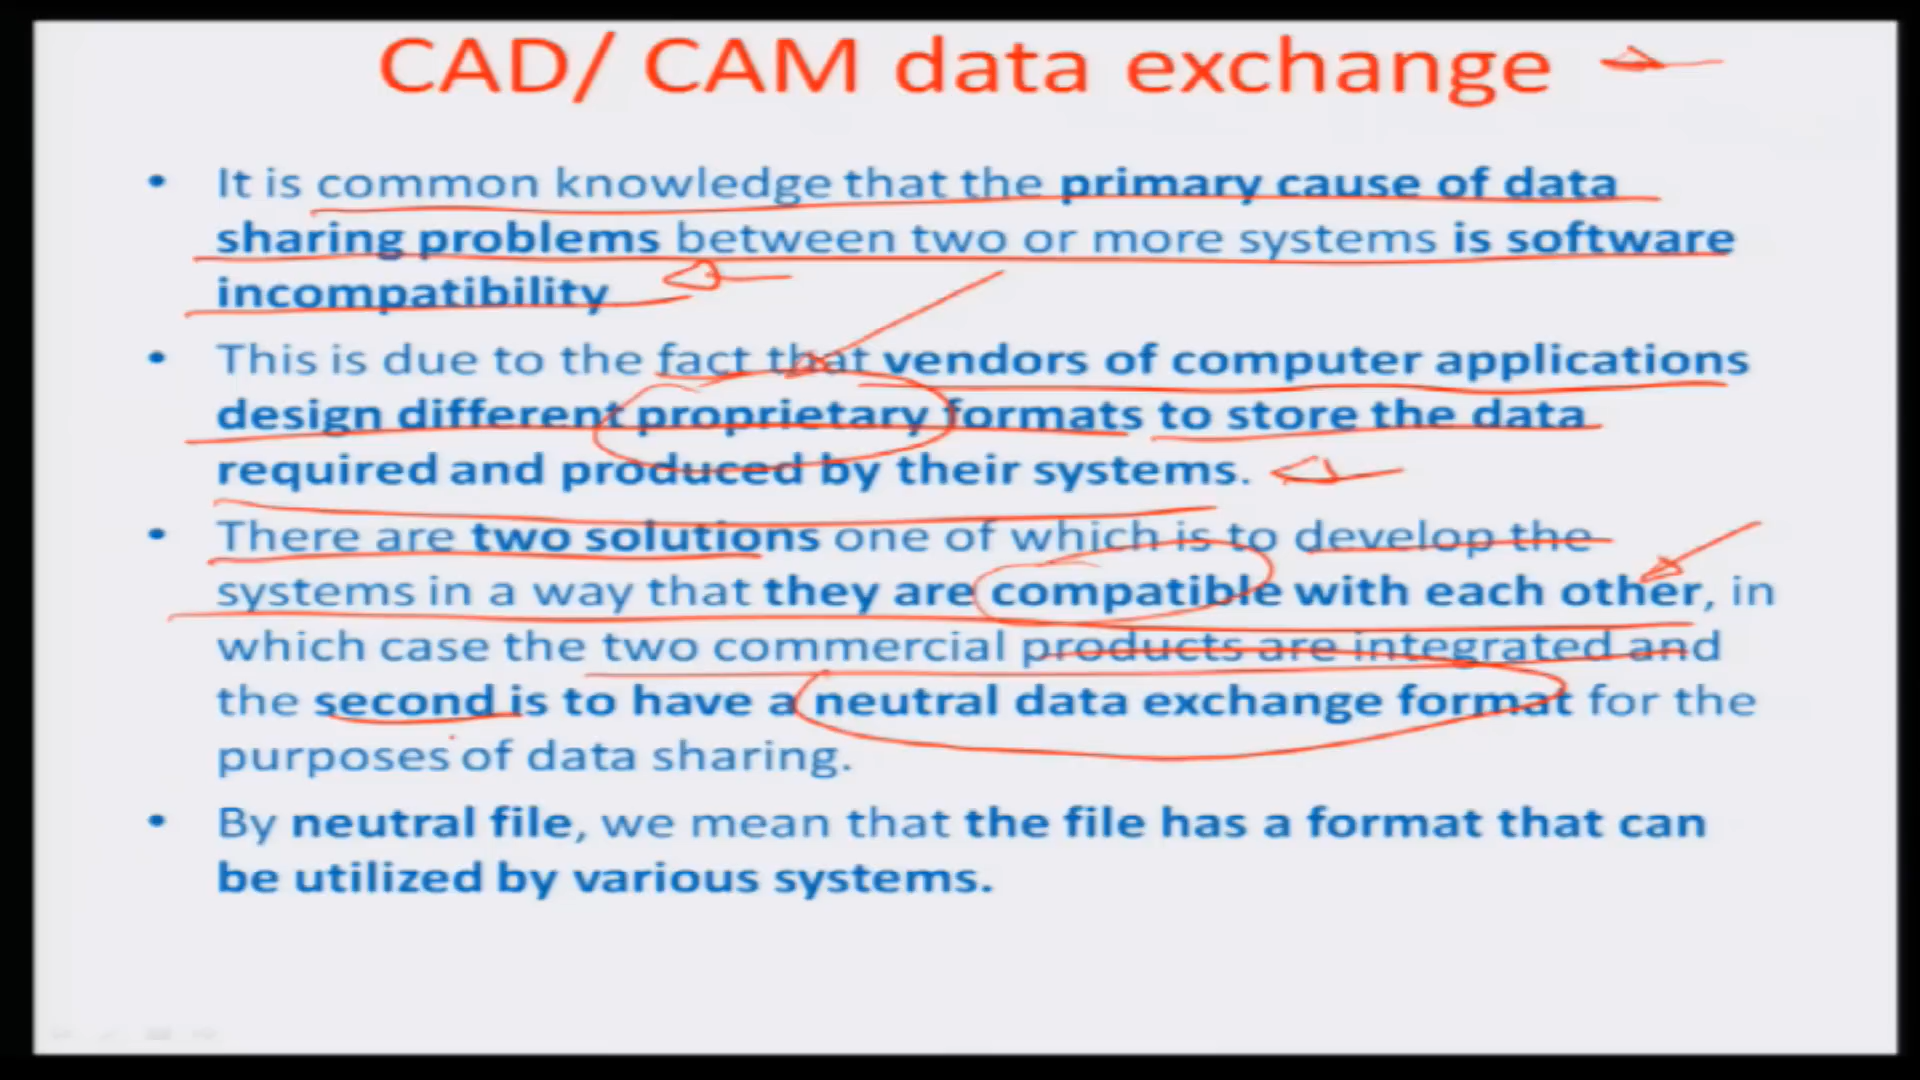 CAD/ CAM data exchange
• It is common knowledge that the primary cause of data
sharing problems between two or more systems is software
incompatibility
• This is due to the fact that vendors of computer applications
design different proprietary formats to store the data
required and produced by their systems.
• There are two solutions one of which is to develop the
systems in a way that they are compatible with each other, in
which case the two commercial products are integrated and
the second is to have a neutral data exchange format for the
purposes of data sharing.
• By neutral file, we mean that the file has a format that can
be utilized by various systems.